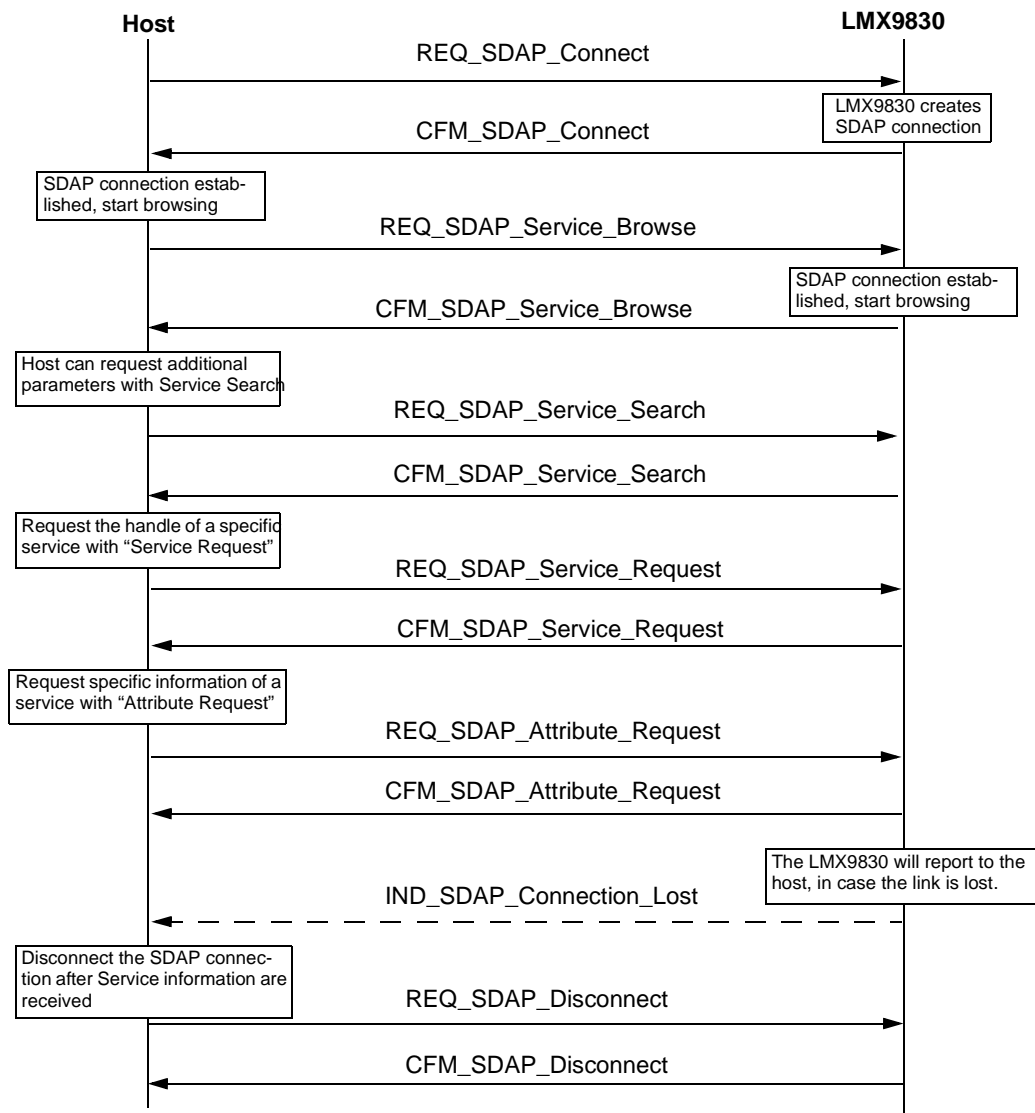 Host
LMX9830
REQ_SDAP_Connect
LMX9830 creates
SDAP connection
CFM_SDAP_Connect
SDAP connection estab-
lished, start browsing
REQ_SDAP_Service_Browse
SDAP connection estab-
lished, start browsing
CFM_SDAP_Service_Browse
Host can request additional
parameters with Service Search
REQ_SDAP_Service_Search
CFM_SDAP_Service_Search
Request the handle of a specific
service with “Service Request”
REQ_SDAP_Service_Request
CFM_SDAP_Service_Request
Request specific information of a
service with “Attribute Request”
REQ_SDAP_Attribute_Request
CFM_SDAP_Attribute_Request
The LMX9830 will report to the
host, in case the link is lost.
IND_SDAP_Connection_Lost
Disconnect the SDAP connec-
tion after Service information are
received
REQ_SDAP_Disconnect
CFM_SDAP_Disconnect